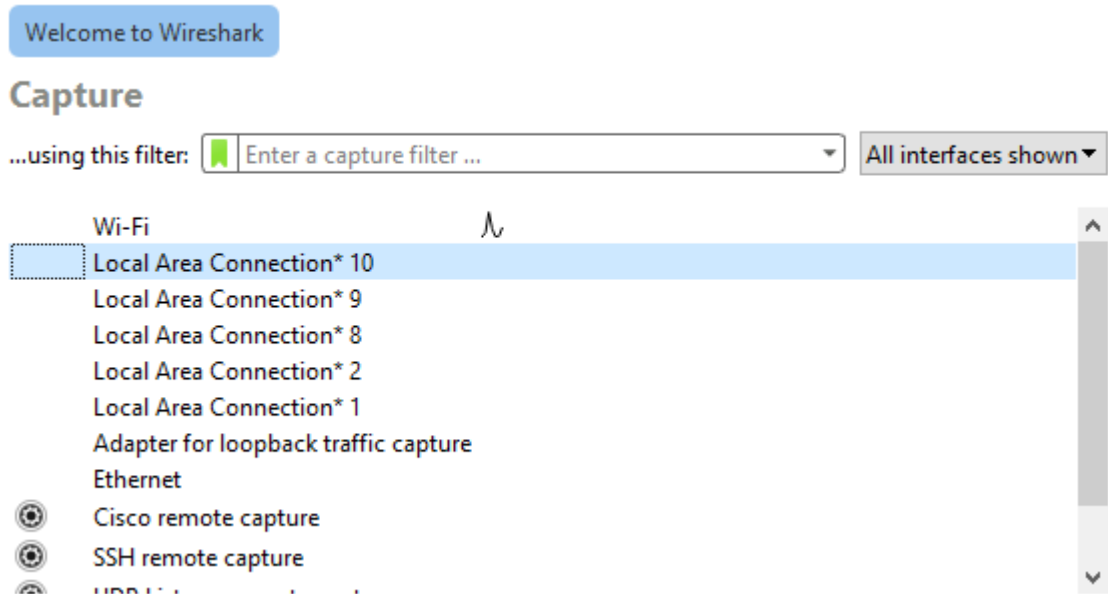 Welcome to Wireshark
Capture
...using this filter: Enter a capture filter ... All interfaces shown
Wi-Fi
Local Area Connection* 10
Local Area Connection* 9
Local Area Connection* 8
Local Area Connection* 2
Local Area Connection* 1
Adapter for loopback traffic capture
Ethernet
Cisco remote capture
SSH remote capture